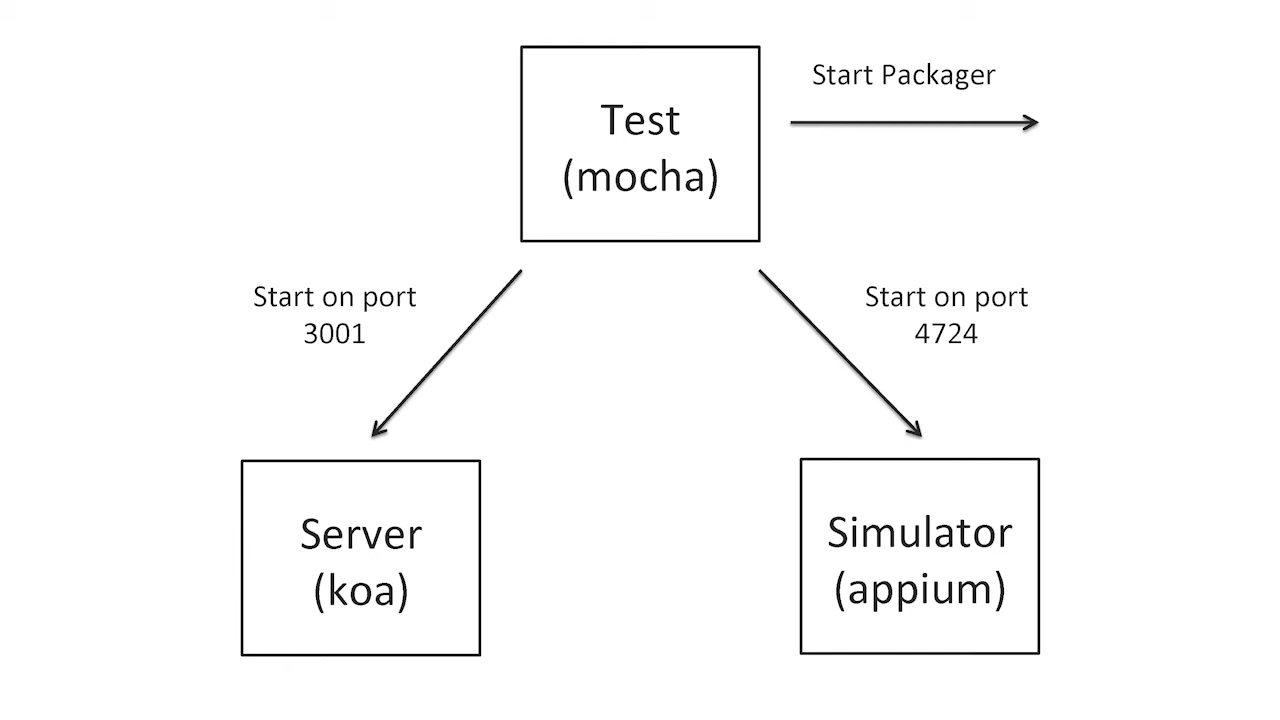 Start Packager
Test
(mocha)
Start on port
3001
Start on port
4724
Server
(koa)
Simulator
(appium)